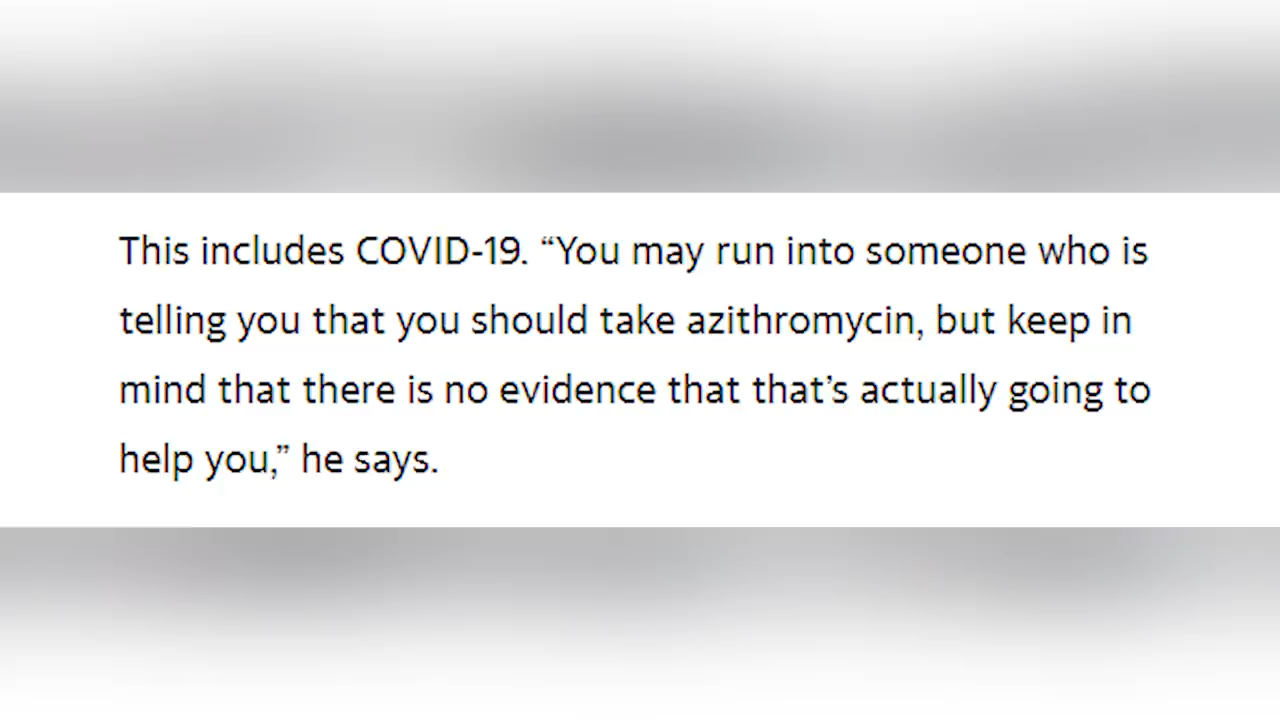 This includes COVID-19. “You may run into someone who is
telling you that you should take azithromycin, but keep in
mind that there is no evidence that that’s actually going to
help you,” he says.